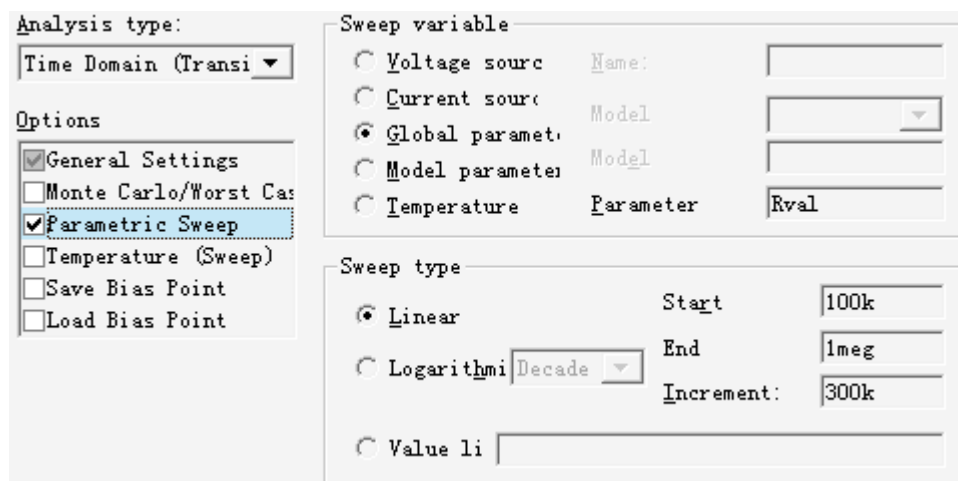 Analysis type:
Time Domain (Transi
Options
General Settings
Monte Carlo/Worst Cas
Parametric Sweep
Temperature (Sweep)
Save Bias Point
Load Bias Point
Sweep variable
Voltage sourc
Name:
Current sourc
Model
Global paramet
Model
Model parameter
Temperature
Parameter
Rval
Sweep type
Linear
Start
100k
Logarithmi
Decade
End
1meg
Increment:
300k
Value li